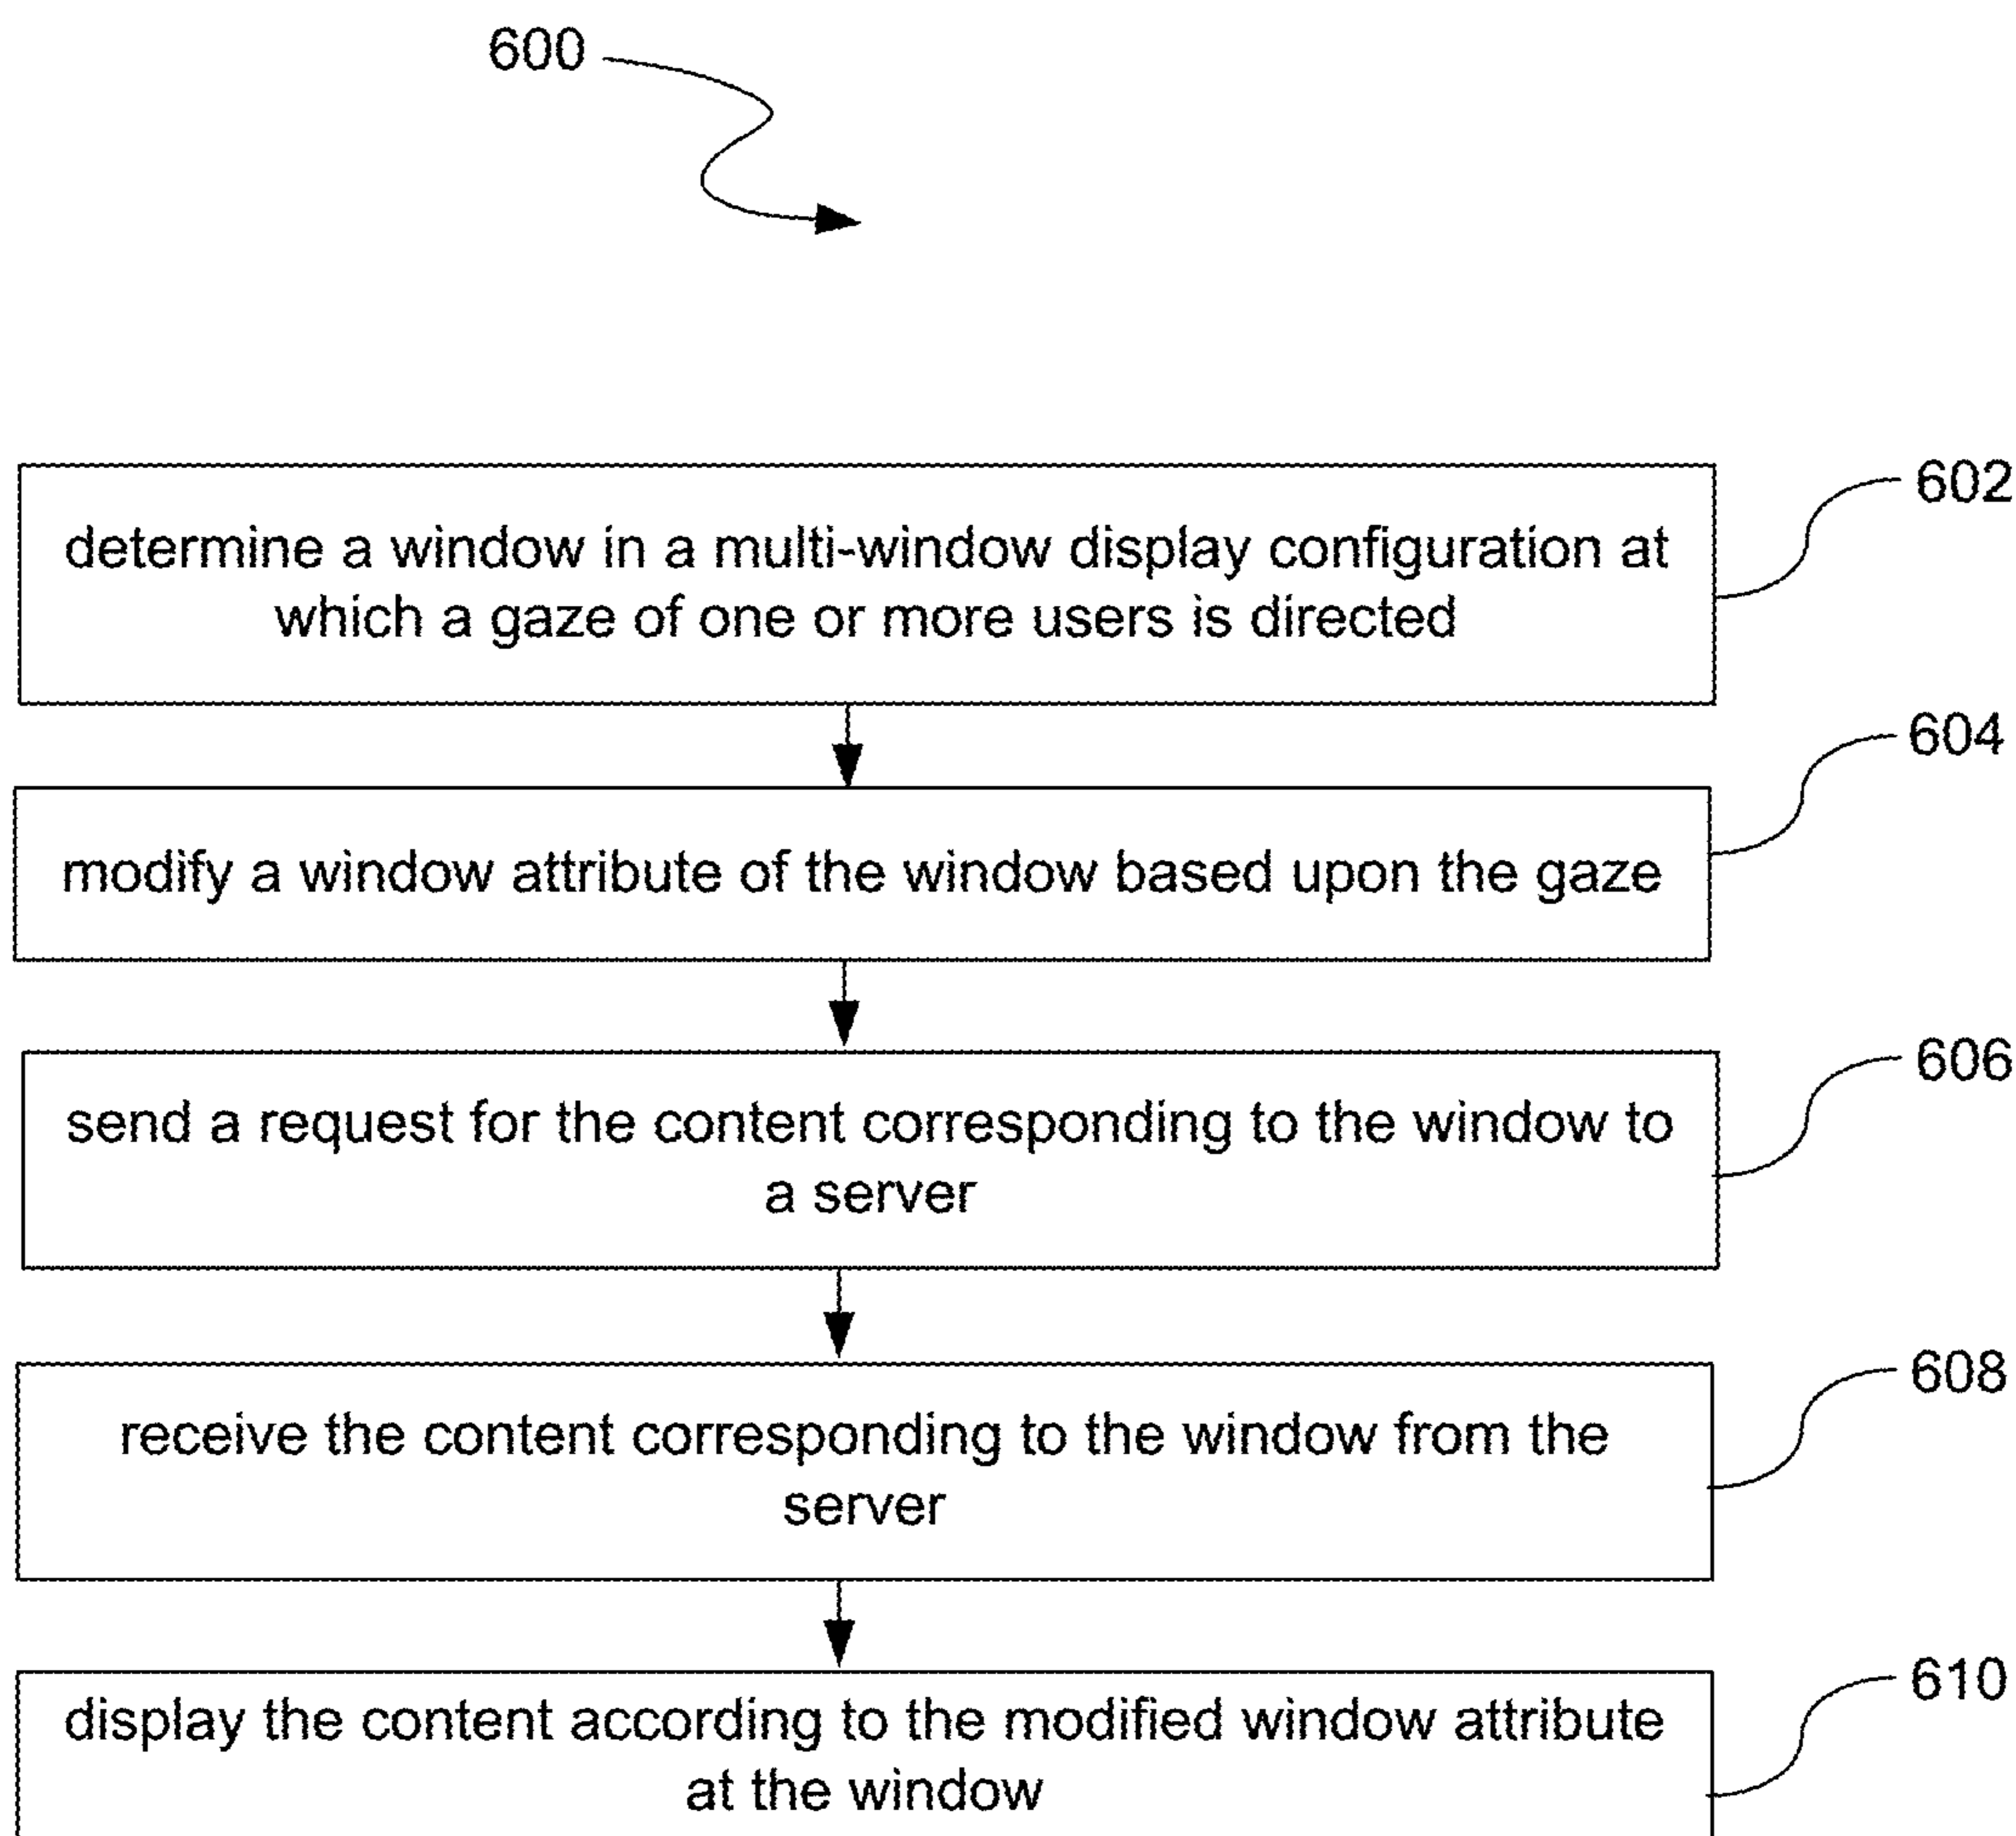 600
602
determine a window in a multi-window display configuration at
which a gaze of one or more users is directed
604
modify a window attribute of the window based upon the gaze
606
send a request for the content corresponding to the window to
a server
608
receive the content corresponding to the window from the
server
610
display the content according to the modified window attribute
at the window